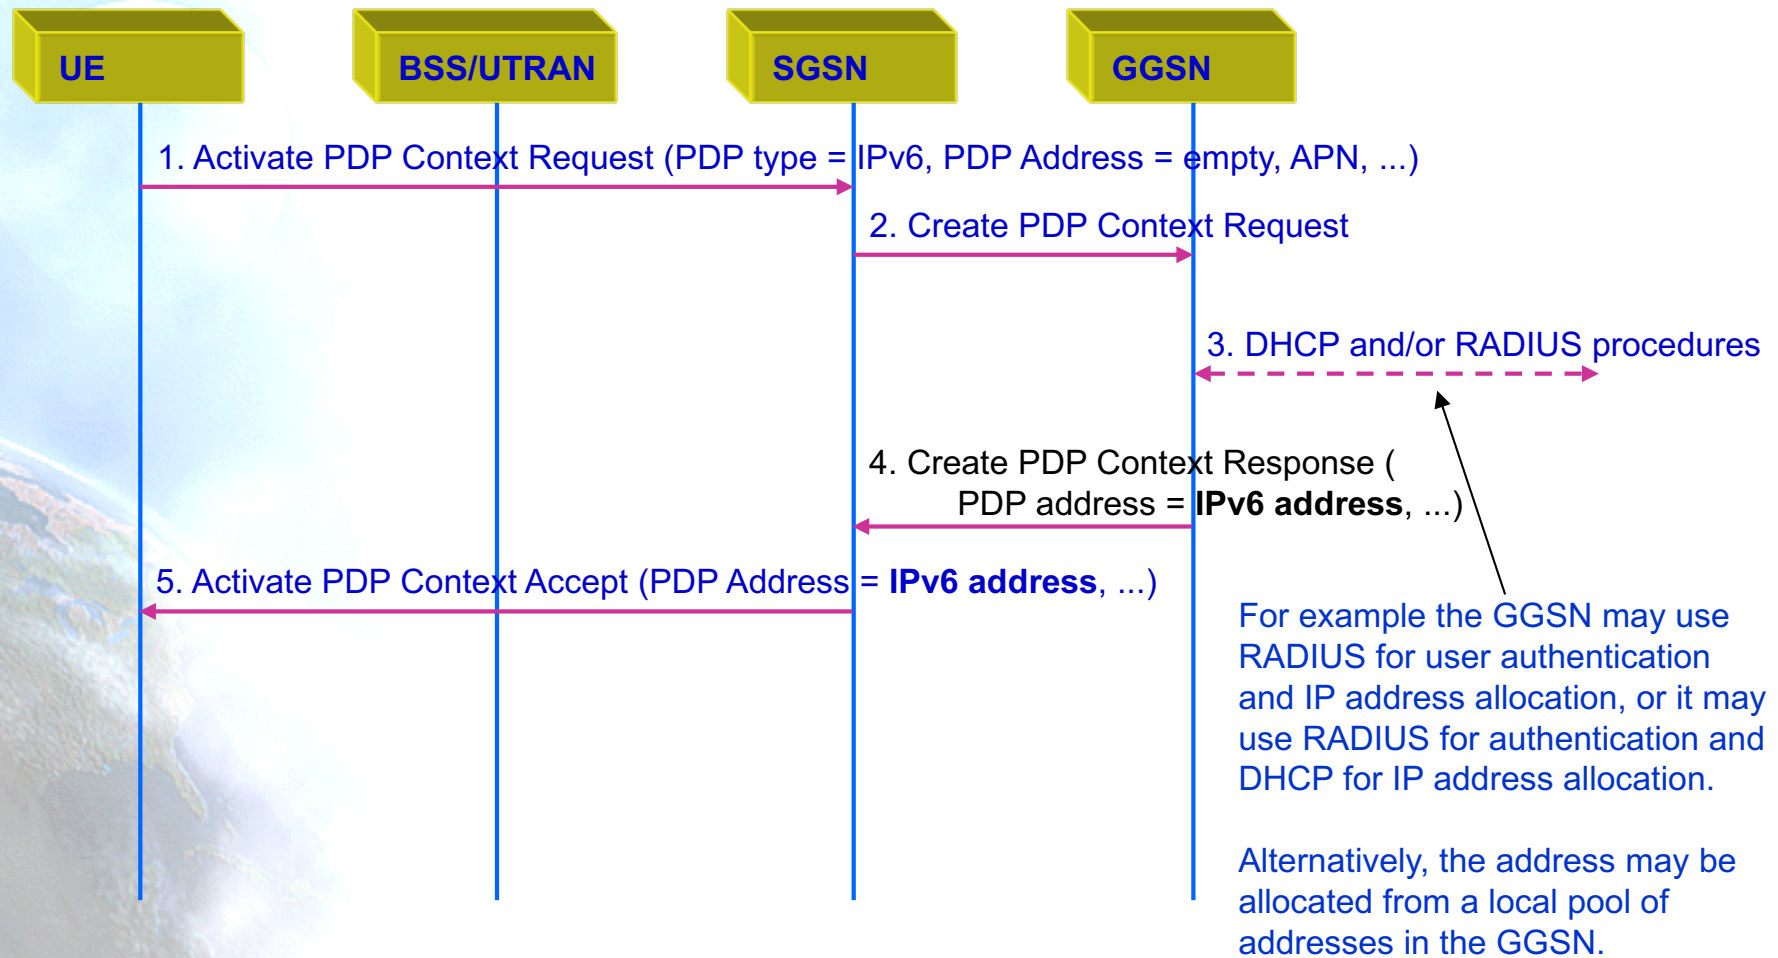 UE
BSS/UTRAN
SGSN
GGSN
1. Activate PDP Context Request (PDP type = IPv6, PDP Address = empty, APN, ...)
2. Create PDP Context Request
3. DHCP and/or RADIUS procedures
4. Create PDP Context Response (
PDP address = IPv6 address, ...)
5. Activate PDP Context Accept (PDP Address = IPv6 address, ...)
For example the GGSN may use
RADIUS for user authentication
and IP address allocation, or it may
use RADIUS for authentication and
DHCP for IP address allocation.
Alternatively, the address may be
allocated from a local pool of
addresses in the GGSN.